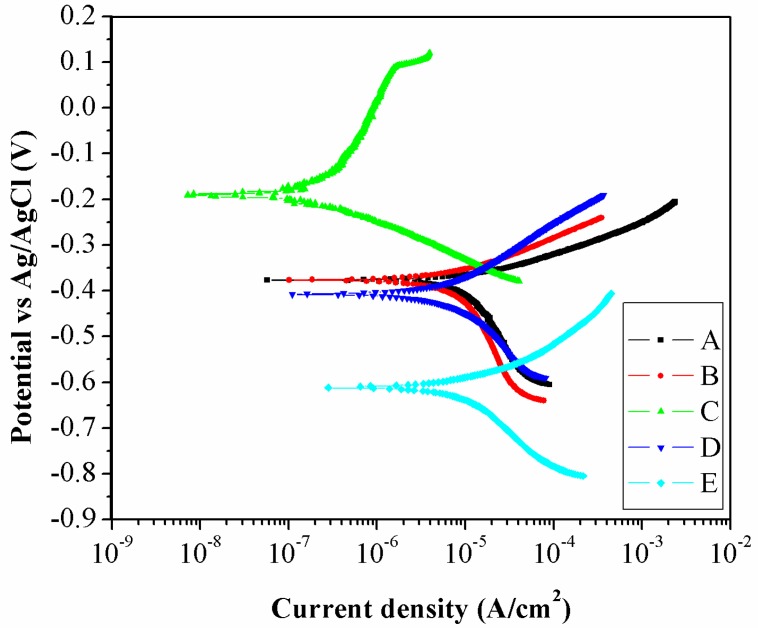 0.2
0.1
0.0
-0.1
-0.2
-0.3
-0.4
-0.5
-0.6
-0.7
-0.8
-0.9
Potential vs Ag/AgCl (V)
A
B
C
D
E
10⁻⁹ 10⁻⁸ 10⁻⁷ 10⁻⁶ 10⁻⁵ 10⁻⁴ 10⁻³ 10⁻²
Current density (A/cm²)